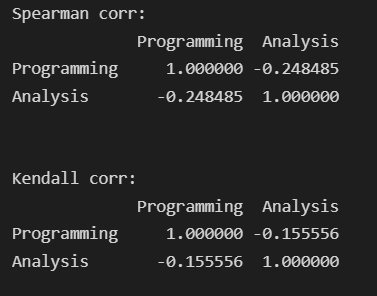 Spearman corr:
             Programming  Analysis
Programming     1.000000 -0.248485
Analysis       -0.248485  1.000000
Kendall corr:
             Programming  Analysis
Programming     1.000000 -0.155556
Analysis       -0.155556  1.000000